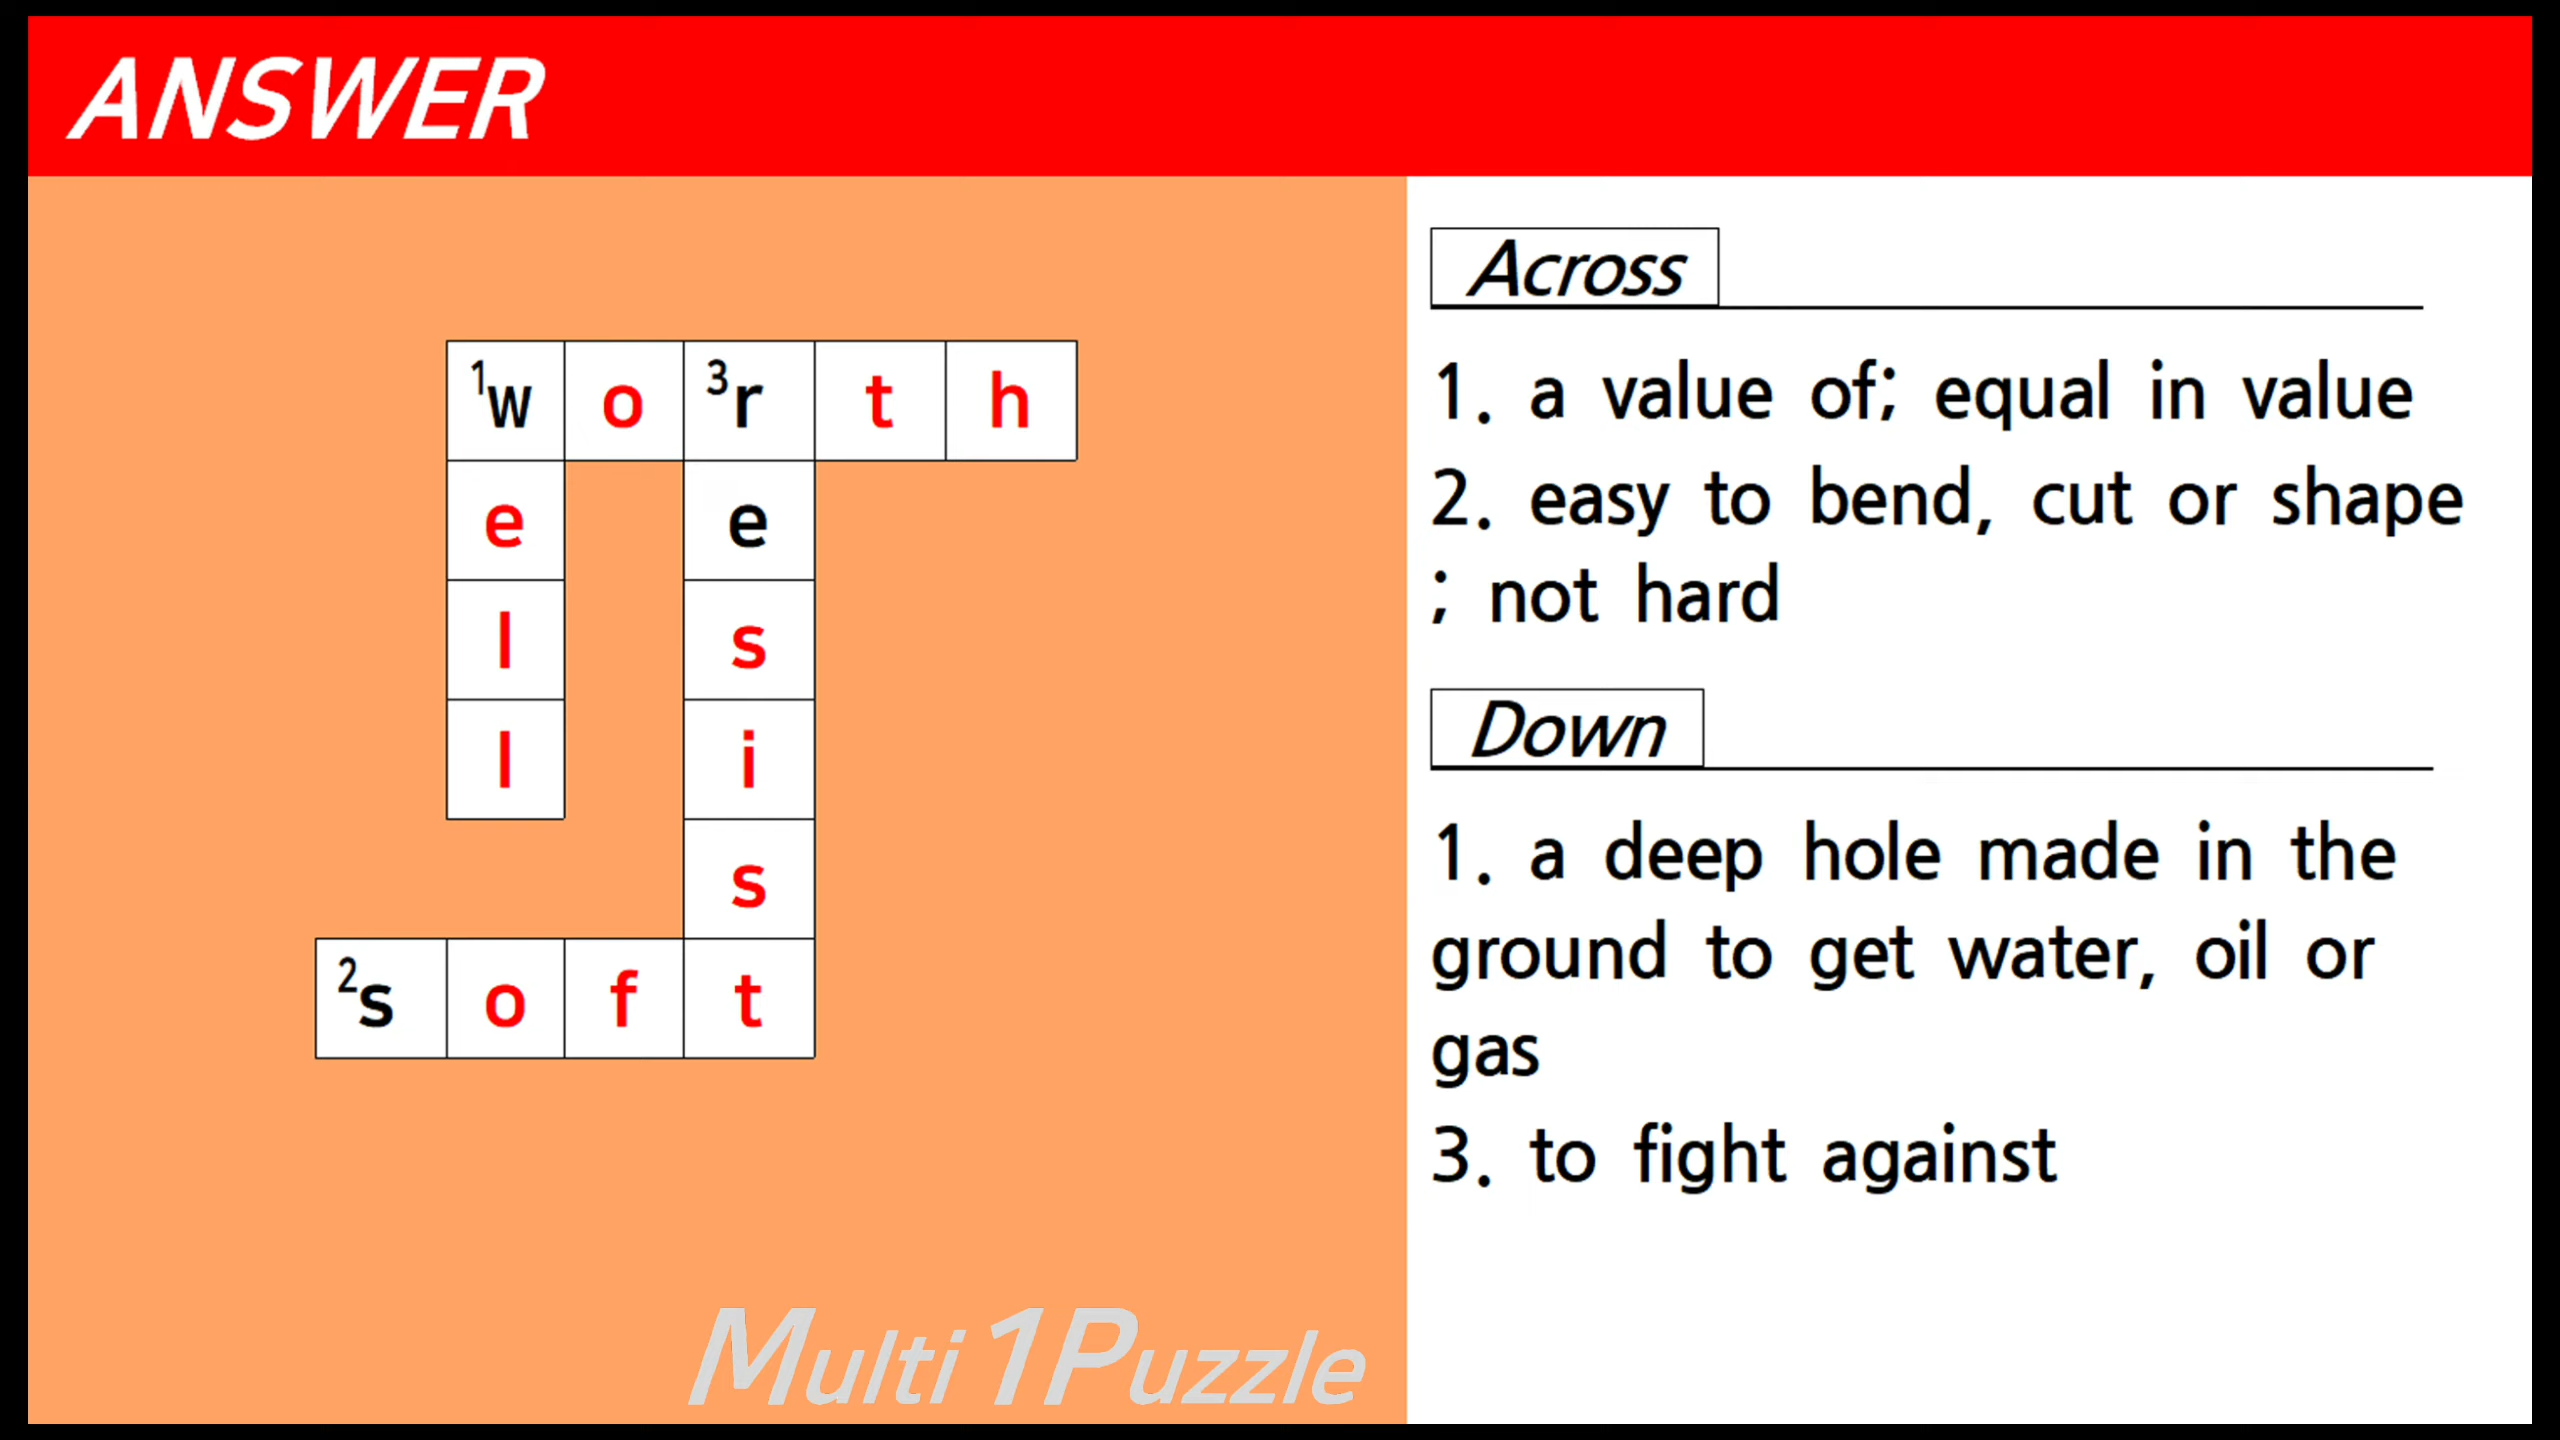 ANSWER
1w o 3r t h
e e
l s
l i
s
2s o f t
Multi 1Puzzle
Across
1. a value of; equal in value
2. easy to bend, cut or shape
; not hard
Down
1. a deep hole made in the
ground to get water, oil or
gas
3. to fight against